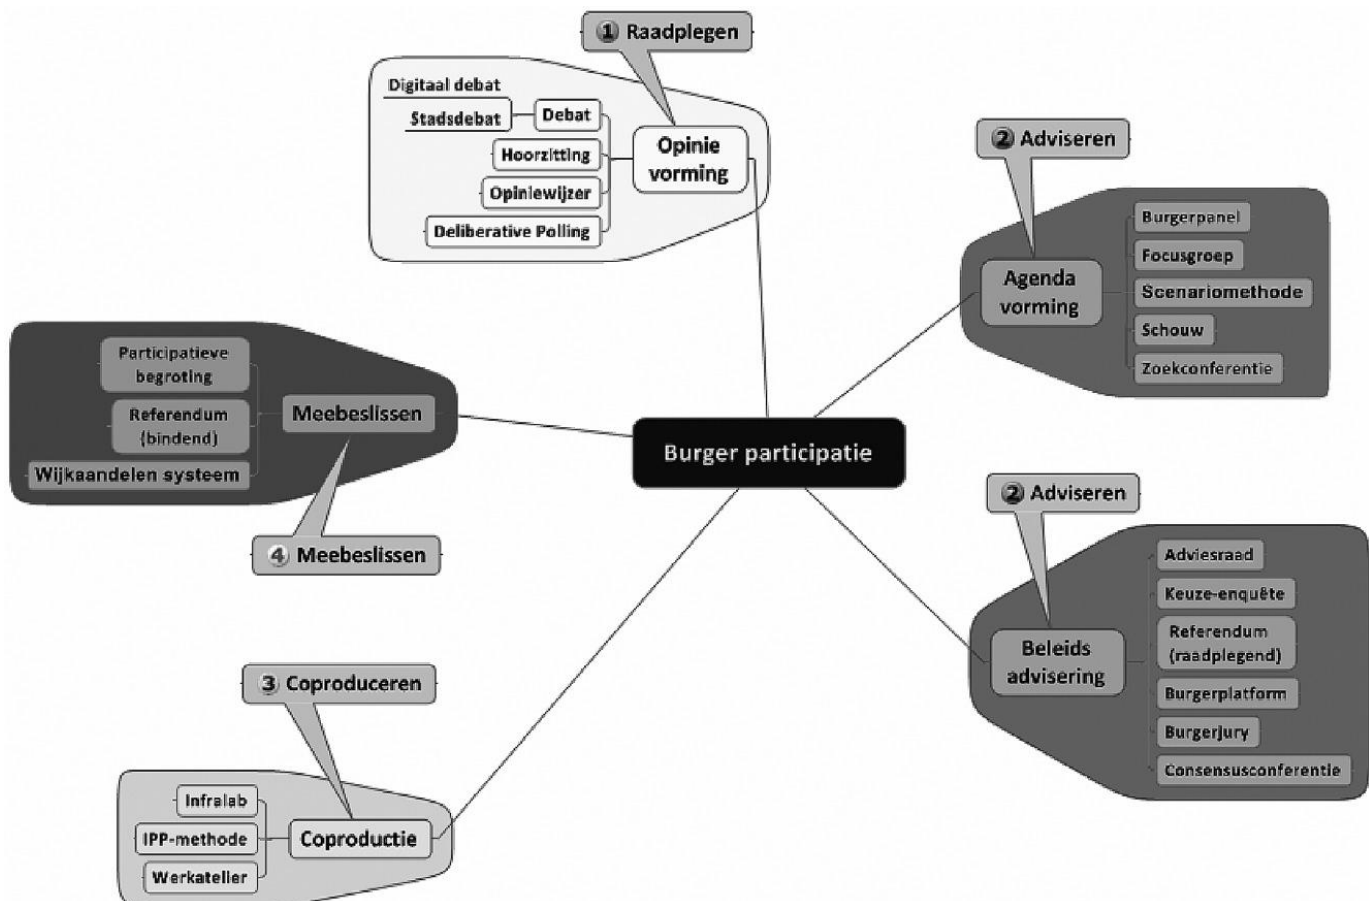 1 Raadplegen
Digitaal debat
Stadsdebat
Debat
Hoorzitting
Opiniewijzer
Deliberative Polling
Opinie
vorming
2 Adviseren
Agenda
vorming
Burgerpanel
Focusgroep
Scenariomethode
Schouw
Zoekconferentie
Participatieve
begroting
Referendum
(bindend)
Wijkaandelen systeem
Meebeslissen
4 Meebeslissen
Burger participatie
2 Adviseren
Beleids
advisering
Adviesraad
Keuze-enquête
Referendum
(raadplegend)
Burgerplatform
Burgerjury
Consensusconferentie
3 Coproduceren
Infralab
IPP-methode
Werkatelier
Coproductie